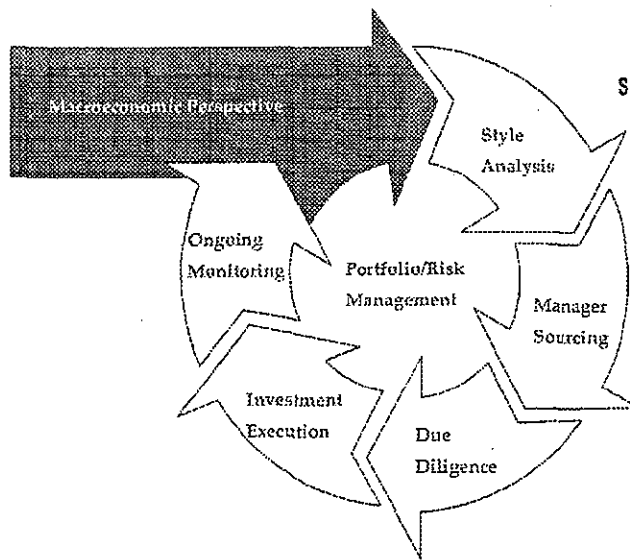 Macroeconomic Perspective
S
Style
Analysis
Ongoing
Monitoring
Portfolio/Risk
Management
Manager
Sourcing
Investment
Execution
Due
Diligence